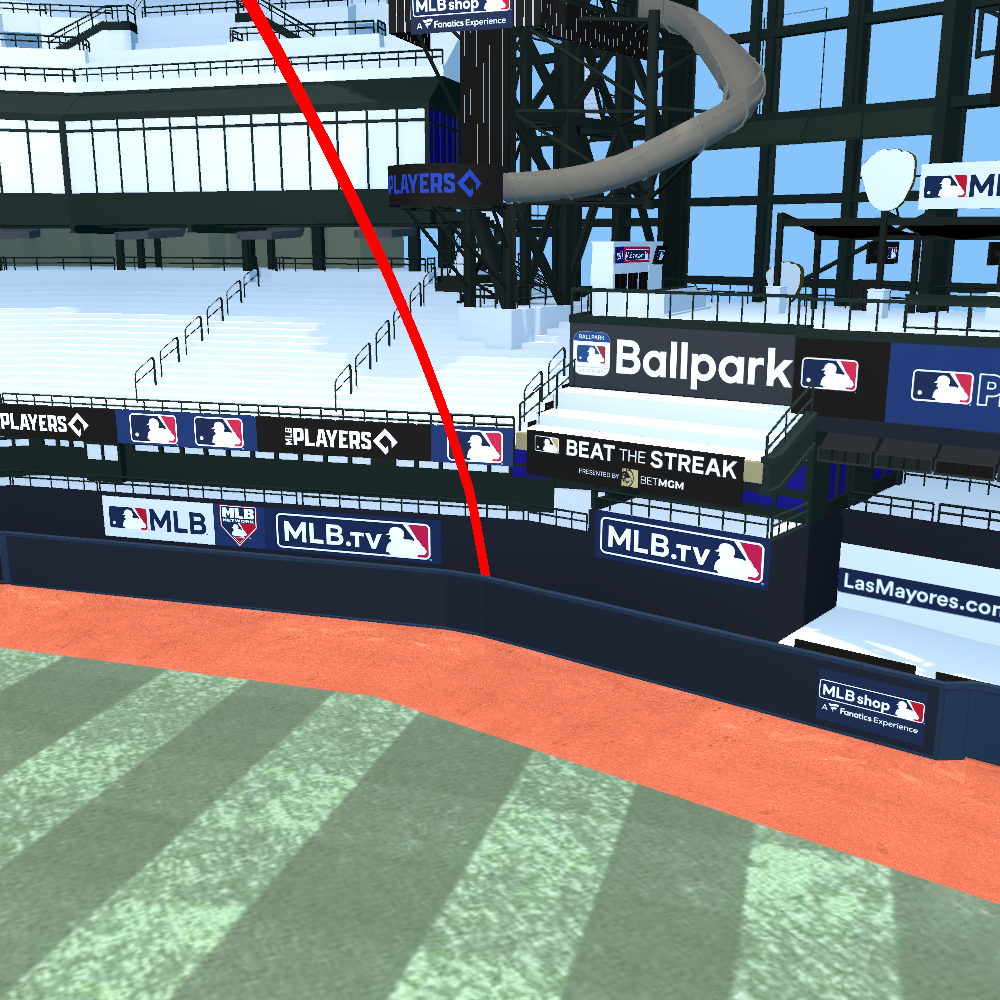 MLB shop
A Fanatics Experience
PLAYERS
BALLPARK
Ballpark
PLAYERS
MLB PLAYERS
BEAT THE STREAK
PRESENTED BY BETMGM
MLB
MLB
NETWORK
MLB.TV
MLB.TV
LasMayores.com
MLB shop
A Fanatics Experience